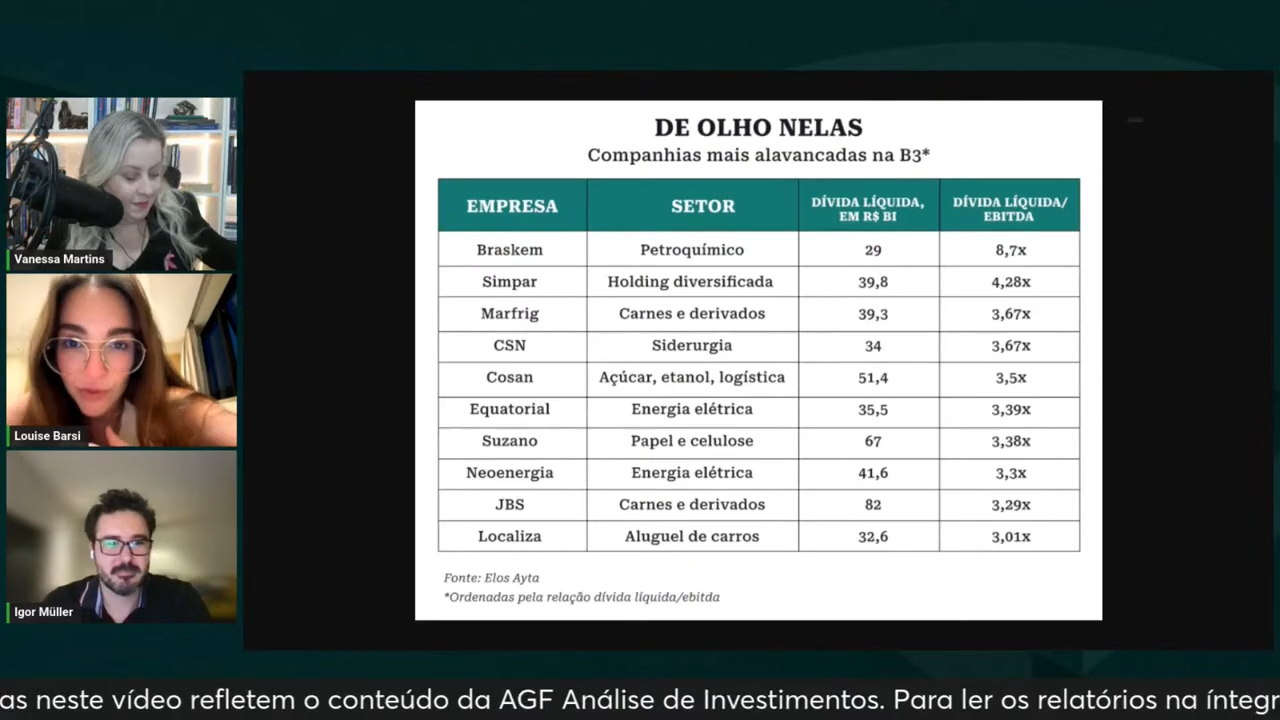 Vanessa Martins
Louise Barsi
Igor Müller
DE OLHO NELAS
Companhias mais alavancadas na B3*
EMPRESA SETOR DÍVIDA LÍQUIDA, EM R$ BI DÍVIDA LÍQUIDA/ EBITDA
Braskem Petroquímico 29 8,7x
Simpar Holding diversificada 39,8 4,28x
Marfrig Carnes e derivados 39,3 3,67x
CSN Siderurgia 34 3,67x
Cosan Açúcar, etanol, logística 51,4 3,5x
Equatorial Energia elétrica 35,5 3,39x
Suzano Papel e celulose 67 3,38x
Neoenergia Energia elétrica 41,6 3,3x
JBS Carnes e derivados 82 3,29x
Localiza Aluguel de carros 32,6 3,01x
Fonte: Elos Ayta
*Ordenadas pela relação dívida líquida/ebitda
as neste vídeo refletem o conteúdo da AGF Análise de Investimentos. Para ler os relatórios na íntegr